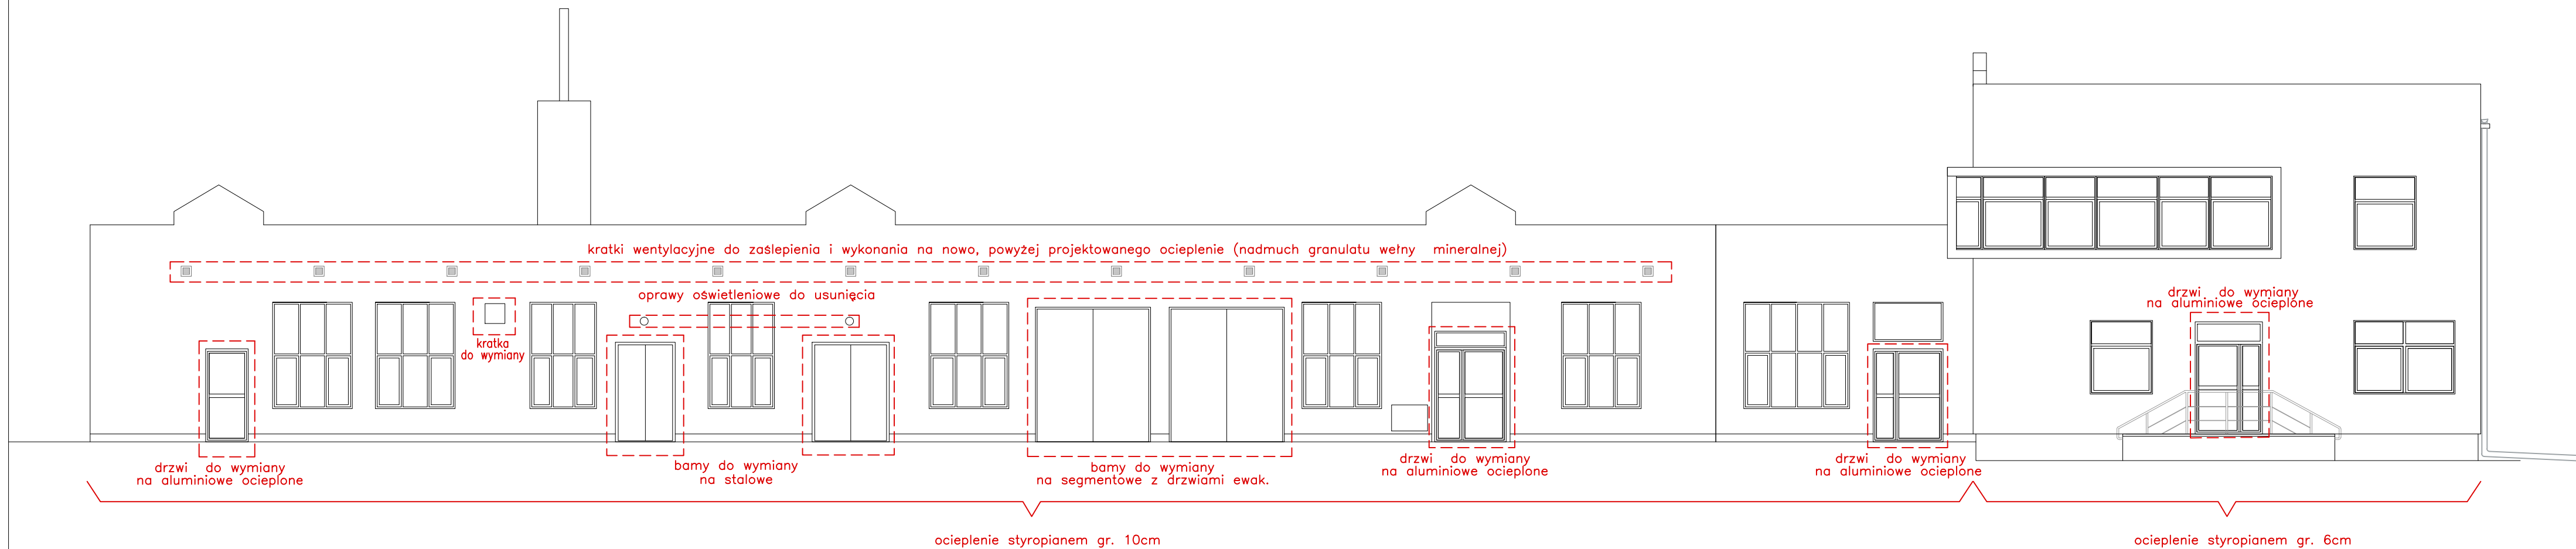 kratki wentylacyjne do zaślepienia i wykonania na nowo, powyżej projektowanego ocieplenie (nadmuch granulatu wełny mineralnej)
oprawy oświetleniowe do usunięcia
kratka
do wymiany
drzwi do wymiany
na aluminiowe ocieplone
drzwi do wymiany
na aluminiowe ocieplone
bamy do wymiany
na stalowe
bamy do wymiany
na segmentowe z drzwiami ewak.
drzwi do wymiany
na aluminiowe ocieplone
drzwi do wymiany
na aluminiowe ocieplone
ocieplenie styropianem gr. 10cm
ocieplenie styropianem gr. 6cm